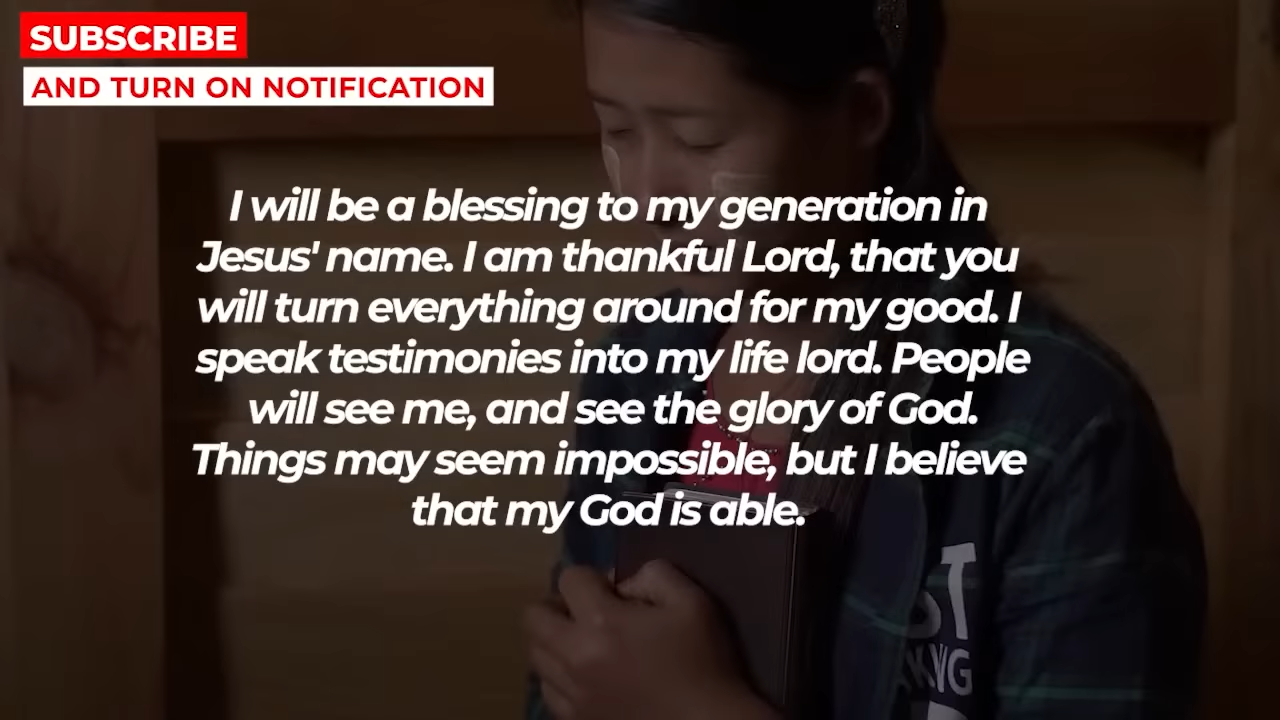 SUBSCRIBE
AND TURN ON NOTIFICATION
I will be a blessing to my generation in
Jesus' name. I am thankful Lord, that you
will turn everything around for my good. I
speak testimonies into my life lord. People
will see me, and see the glory of God.
Things may seem impossible, but I believe
that my God is able.